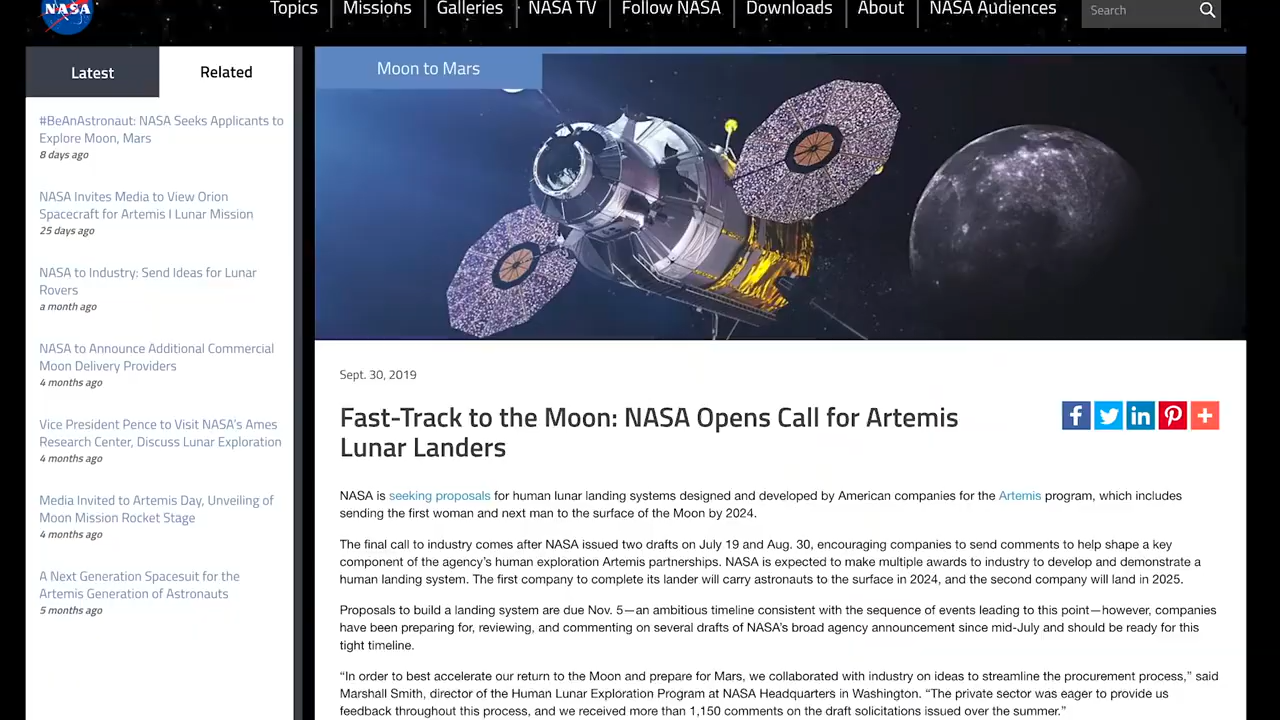 NASA
Topics
Missions
Galleries
NASA TV
Follow NASA
Downloads
About
NASA Audiences
Search
Latest
Related
#BeAnAstronaut: NASA Seeks Applicants to
Explore Moon, Mars
8 days ago
NASA Invites Media to View Orion
Spacecraft for Artemis I Lunar Mission
25 days ago
NASA to Industry: Send Ideas for Lunar
Rovers
a month ago
NASA to Announce Additional Commercial
Moon Delivery Providers
4 months ago
Vice President Pence to Visit NASA's Ames
Research Center, Discuss Lunar Exploration
4 months ago
Media Invited to Artemis Day, Unveiling of
Moon Mission Rocket Stage
4 months ago
A Next Generation Spacesuit for the
Artemis Generation of Astronauts
5 months ago
Moon to Mars
Sept. 30, 2019
Fast-Track to the Moon: NASA Opens Call for Artemis
Lunar Landers
NASA is seeking proposals for human lunar landing systems designed and developed by American companies for the Artemis program, which includes
sending the first woman and next man to the surface of the Moon by 2024.
The final call to industry comes after NASA issued two drafts on July 19 and Aug. 30, encouraging companies to send comments to help shape a key
component of the agency's human exploration Artemis partnerships. NASA is expected to make multiple awards to industry to develop and demonstrate a
human landing system. The first company to complete its lander will carry astronauts to the surface in 2024, and the second company will land in 2025.
Proposals to build a landing system are due Nov. 5—an ambitious timeline consistent with the sequence of events leading to this point—however, companies
have been preparing for, reviewing, and commenting on several drafts of NASA's broad agency announcement since mid-July and should be ready for this
tight timeline.
“In order to best accelerate our return to the Moon and prepare for Mars, we collaborated with industry on ideas to streamline the procurement process,” said
Marshall Smith, director of the Human Lunar Exploration Program at NASA Headquarters in Washington. “The private sector was eager to provide us
feedback throughout this process, and we received more than 1,150 comments on the draft solicitations issued over the summer.”